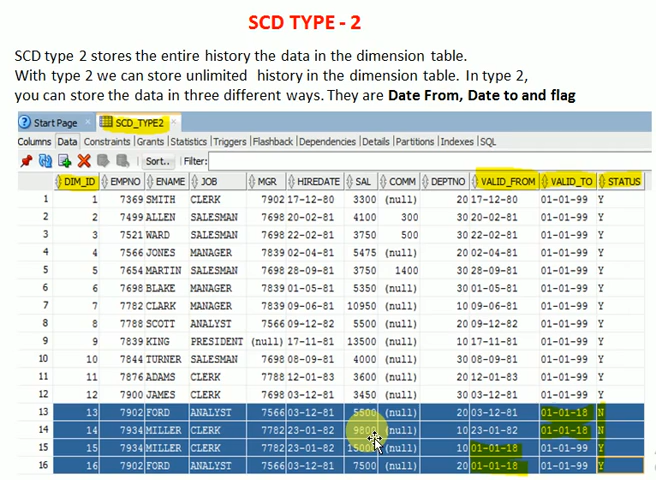 SCD TYPE - 2
SCD type 2 stores the entire history the data in the dimension table.
With type 2 we can store unlimited history in the dimension table. In type 2,
you can store the data in three different ways. They are Date From, Date to and flag
Start Page SCD_TYPE2
Columns Data Constraints Grants Statistics Triggers Flashback Dependencies Details Partitions Indexes SQL
Sort.. Filter:
DIM_ID EMPNO ENAME JOB MGR HIREDATE SAL COMM DEPTNO VALID_FROM VALID_TO STATUS
1 1 7369 SMITH CLERK 7902 17-12-80 3300 (null) 20 17-12-80 01-01-99 Y
2 2 7499 ALLEN SALESMAN 7698 20-02-81 4100 300 30 20-02-81 01-01-99 Y
3 3 7521 WARD SALESMAN 7698 22-02-81 3750 500 30 22-02-81 01-01-99 Y
4 4 7566 JONES MANAGER 7839 02-04-81 5475 (null) 20 02-04-81 01-01-99 Y
5 5 7654 MARTIN SALESMAN 7698 28-09-81 3750 1400 30 28-09-81 01-01-99 Y
6 6 7698 BLAKE MANAGER 7839 01-05-81 5350 (null) 30 01-05-81 01-01-99 Y
7 7 7782 CLARK MANAGER 7839 09-06-81 10950 (null) 10 09-06-81 01-01-99 Y
8 8 7788 SCOTT ANALYST 7566 09-12-82 5500 (null) 20 09-12-82 01-01-99 Y
9 9 7839 KING PRESIDENT (null) 17-11-81 13500 (null) 10 17-11-81 01-01-99 Y
10 10 7844 TURNER SALESMAN 7698 08-09-81 4000 (null) 30 08-09-81 01-01-99 Y
11 11 7876 ADAMS CLERK 7788 12-01-83 3600 (null) 20 12-01-83 01-01-99 Y
12 12 7900 JAMES CLERK 7698 03-12-81 3450 (null) 30 03-12-81 01-01-99 Y
13 13 7902 FORD ANALYST 7566 03-12-81 5500 (null) 20 03-12-81 01-01-18 N
14 14 7934 MILLER CLERK 7782 23-01-82 9800 (null) 10 23-01-82 01-01-18 N
15 15 7934 MILLER CLERK 7782 23-01-82 15000 (null) 10 01-01-18 01-01-99 Y
16 16 7902 FORD ANALYST 7566 03-12-81 7500 (null) 20 01-01-18 01-01-99 Y